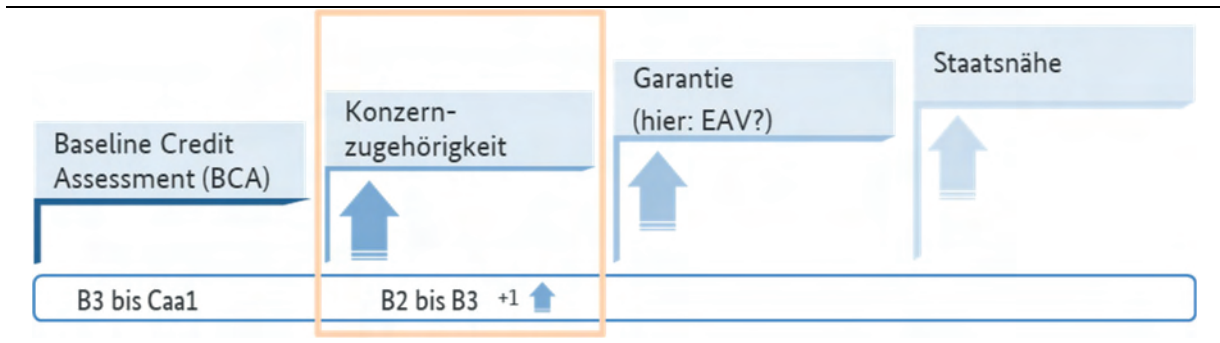 Baseline Credit
Assessment (BCA)
Konzern-
zugehörigkeit
Garantie
(hier: EAV?)
Staatsnähe
B3 bis Caa1
B2 bis B3 +1